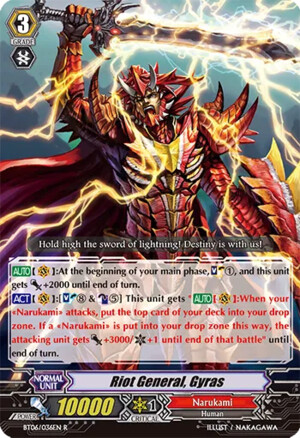 3
GRADE
Hold high the sword of lightning! Destiny is with us!
AUTO [ ]:At the beginning of your main phase, ①, and this unit
gets +2000 until end of turn.
ACT [ ]:[ ⑧ & ⑤] This unit gets "AUTO[ ]:When your
«Narukami» attacks, put the top card of your deck into your drop
zone. If a «Narukami» is put into your drop zone this way, the
attacking unit gets +3000/ +1 until end of that battle" until
end of turn.
NORMAL
UNIT
Riot General, Gyras
POWER
10000
1
CRITICAL
Narukami
Human
BT06/036EN R
ILLUST / NAKAGAWA